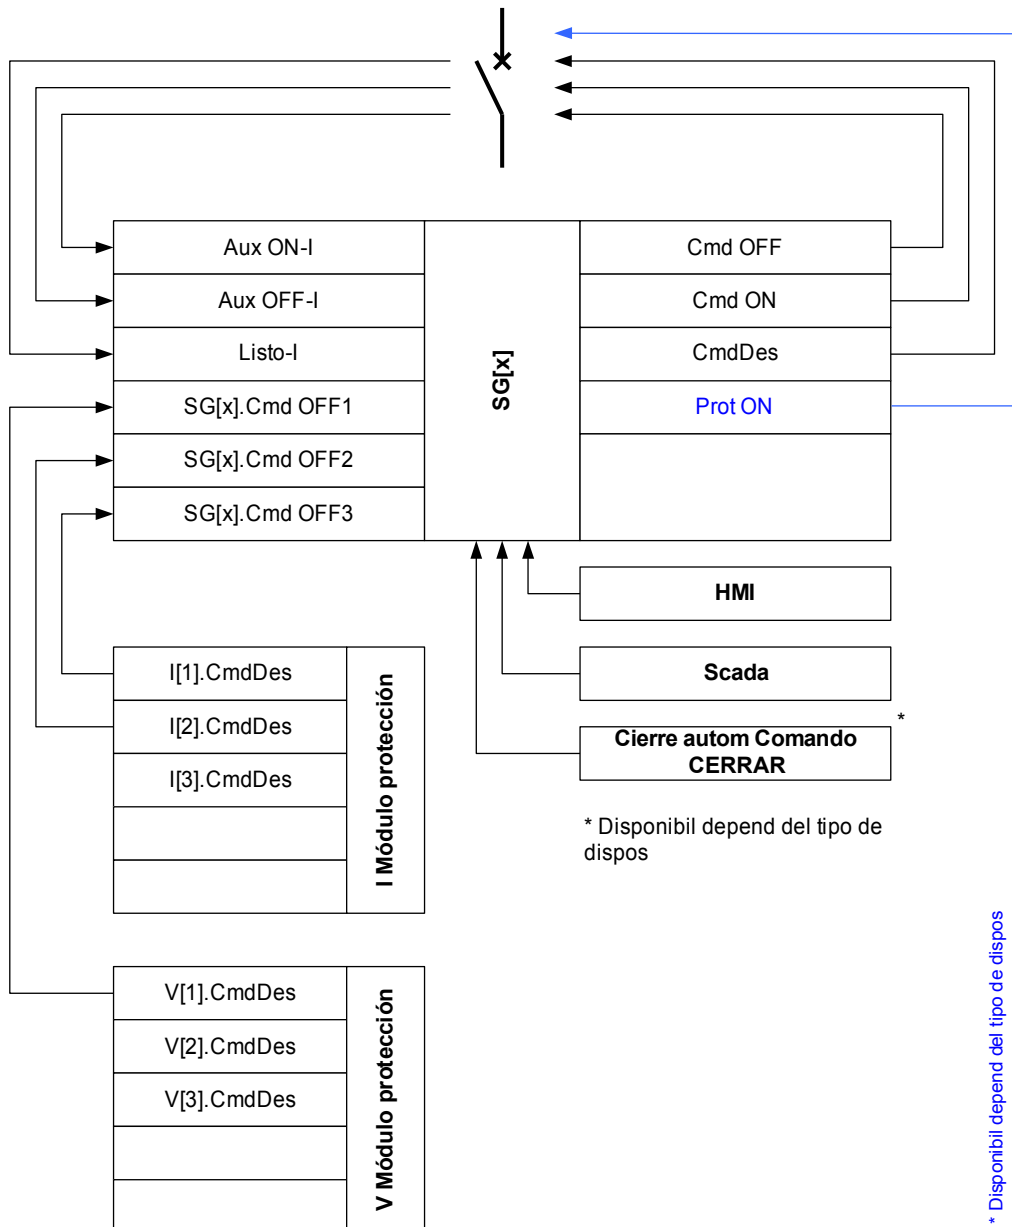 Aux ON-I
Aux OFF-I
Listo-I
SG[x].Cmd OFF1
SG[x].Cmd OFF2
SG[x].Cmd OFF3
SG[x]
Cmd OFF
Cmd ON
CmdDes
Prot ON
HMI
Scada
*
Cierre autom Comando
CERRAR
* Disponibil depend del tipo de
dispos
I[1].CmdDes
I[2].CmdDes
I[3].CmdDes
I Módulo protección
V[1].CmdDes
V[2].CmdDes
V[3].CmdDes
V Módulo protección
* Disponibil depend del tipo de dispos